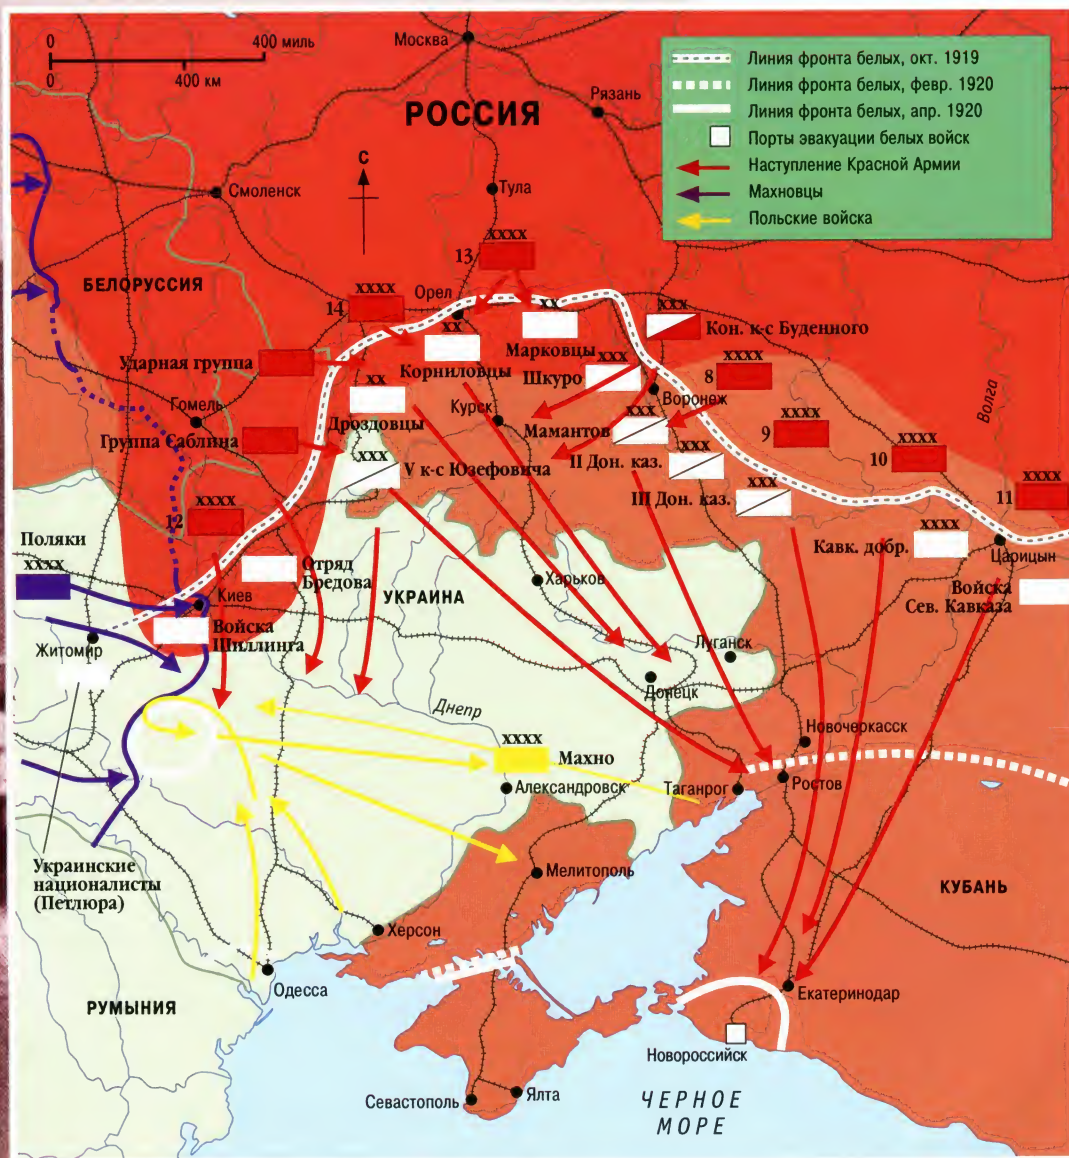 0 400 миль
0 400 км
Москва
Рязань
РОССИЯ
С
Смоленск
Тула
Линия фронта белых, окт. 1919
Линия фронта белых, февр. 1920
Линия фронта белых, апр. 1920
Порты эвакуации белых войск
Наступление Красной Армии
Махновцы
Польские войска
БЕЛОРУССИЯ
XXXX
13
XXXX
14
Орел
XX
Марковцы
XX
Корниловцы
XXX
Кон. к-с Буденного
Ударная группа
XXX
Шкуро
XXXX
8
Воронеж
Волга
XX
Дроздовцы
Гомель
Курск
XXX
Мамантов
XXXX
9
Группа Саблина
XXX
V к-с Юзефовича
XXX
II Дон. каз.
XXXX
10
XXX
III Дон. каз.
XXXX
11
XXXX
12
XXXX
Кавк. добр.
Царицын
Поляки
XXXX
Отряд
Бредова
Харьков
Войска
Сев. Кавказа
Киев
УКРАИНА
Войска
Шиллинга
Житомир
Луганск
Донецк
Днепр
Новочеркасск
XXXX
Махно
Александровск
Таганрог
Ростов
Украинские
националисты
(Петлюра)
Мелитополь
КУБАНЬ
Херсон
Одесса
РУМЫНИЯ
Екатеринодар
Новороссийск
Севастополь
Ялта
ЧЕРНОЕ
МОРЕ